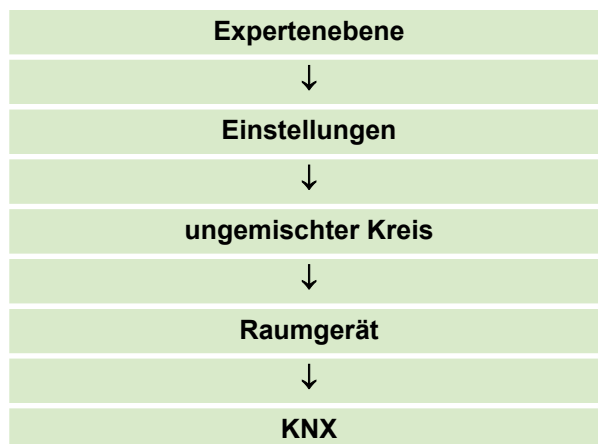 Expertenebene
↓
Einstellungen
↓
ungemischter Kreis
↓
Raumgerät
↓
KNX